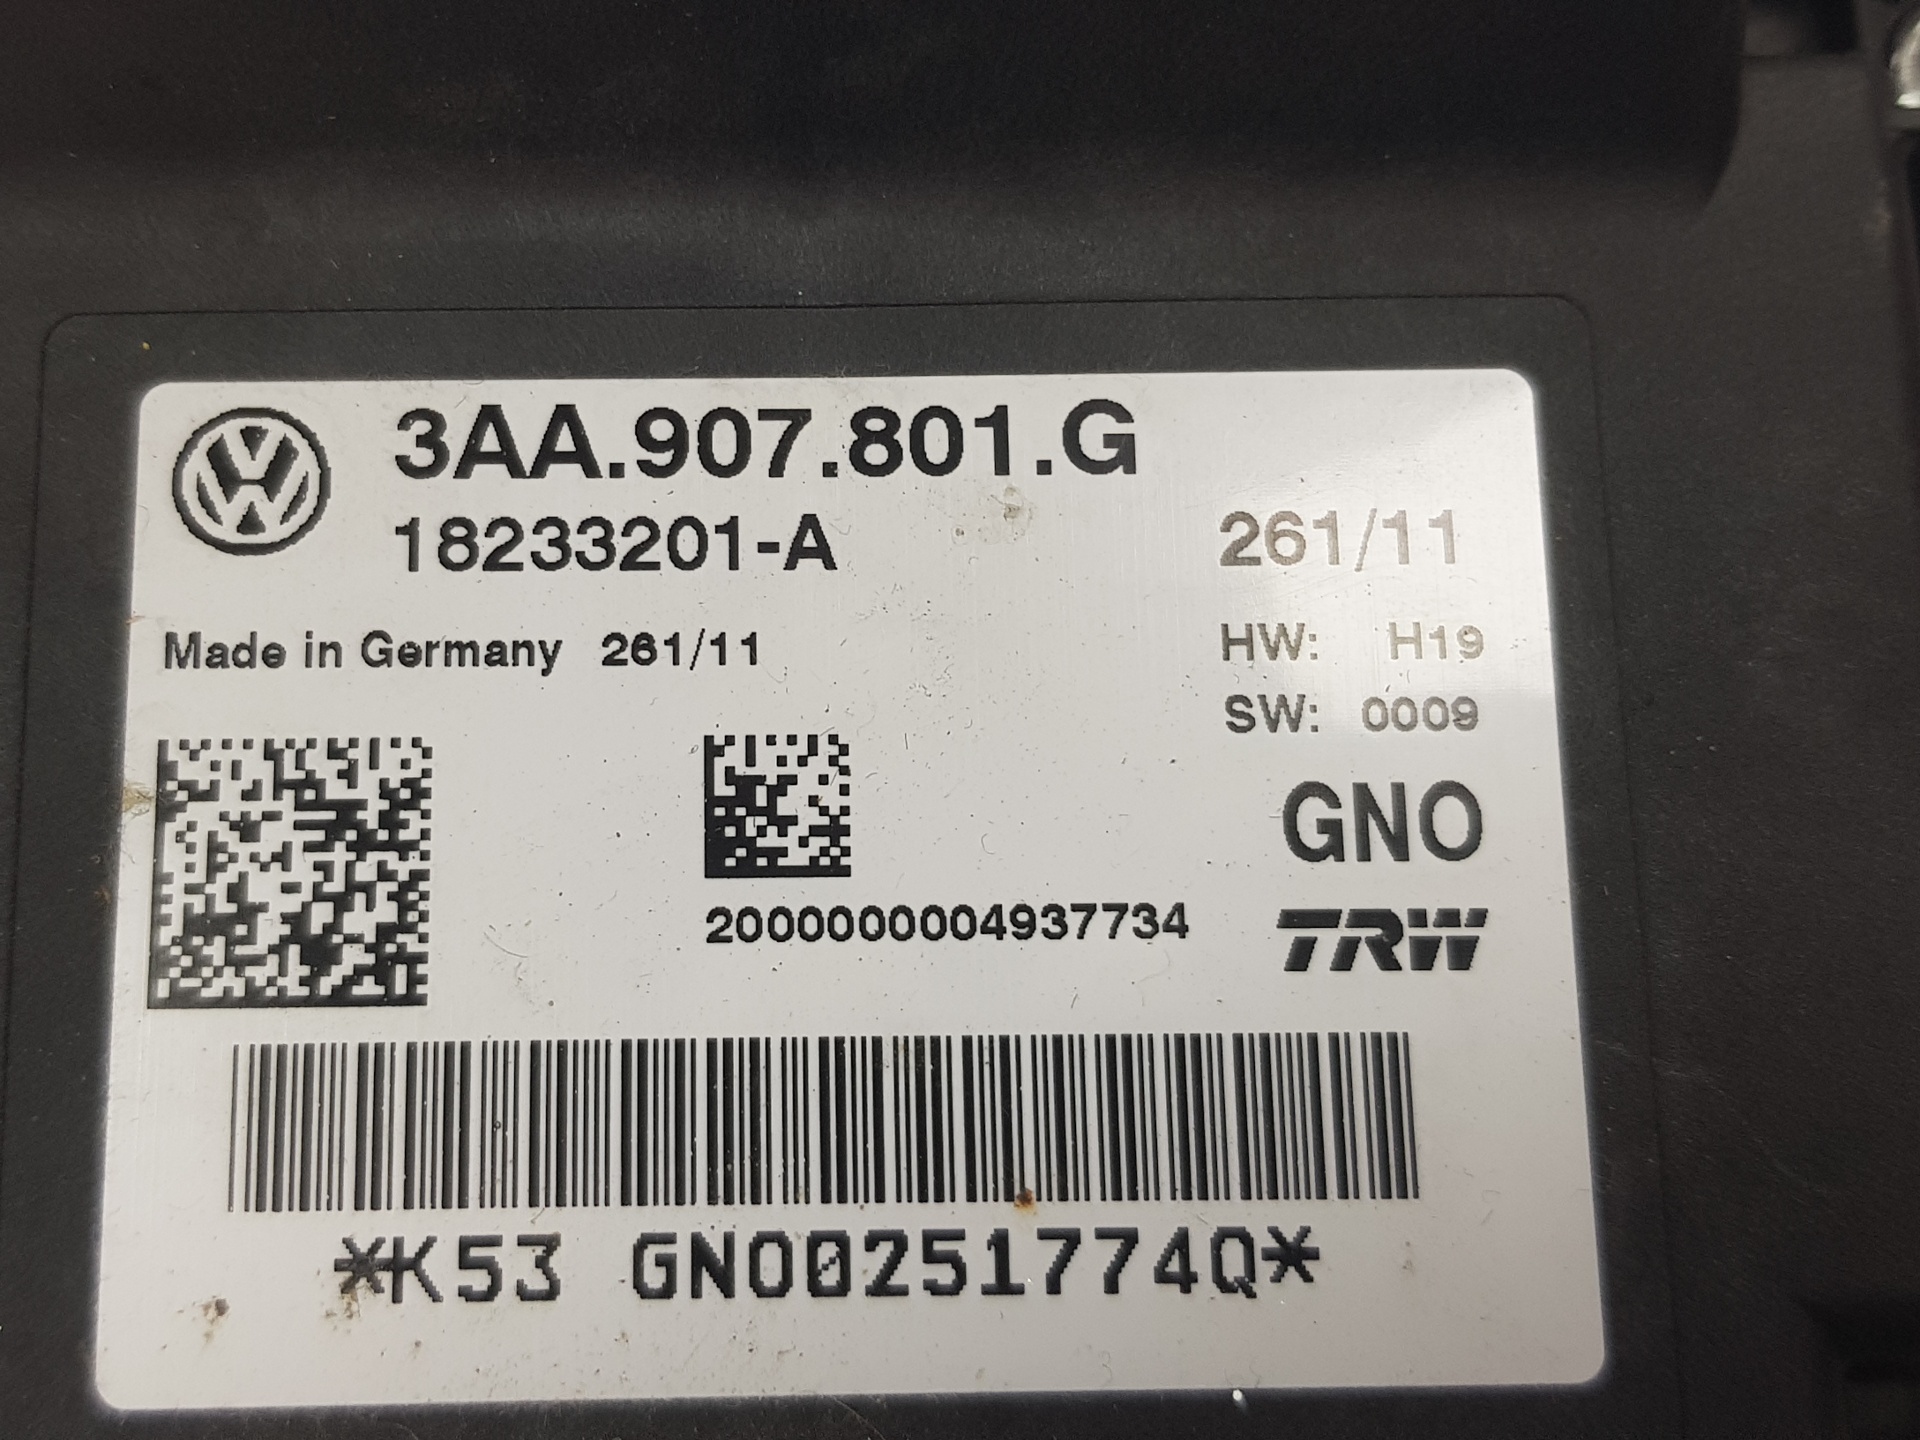 3AA.907.801.G
18233201-A
261/11
Made in Germany 261/11
HW: H19
SW: 0009
GNO
2000000004937734
TRW
*K53 GNO0251774Q*